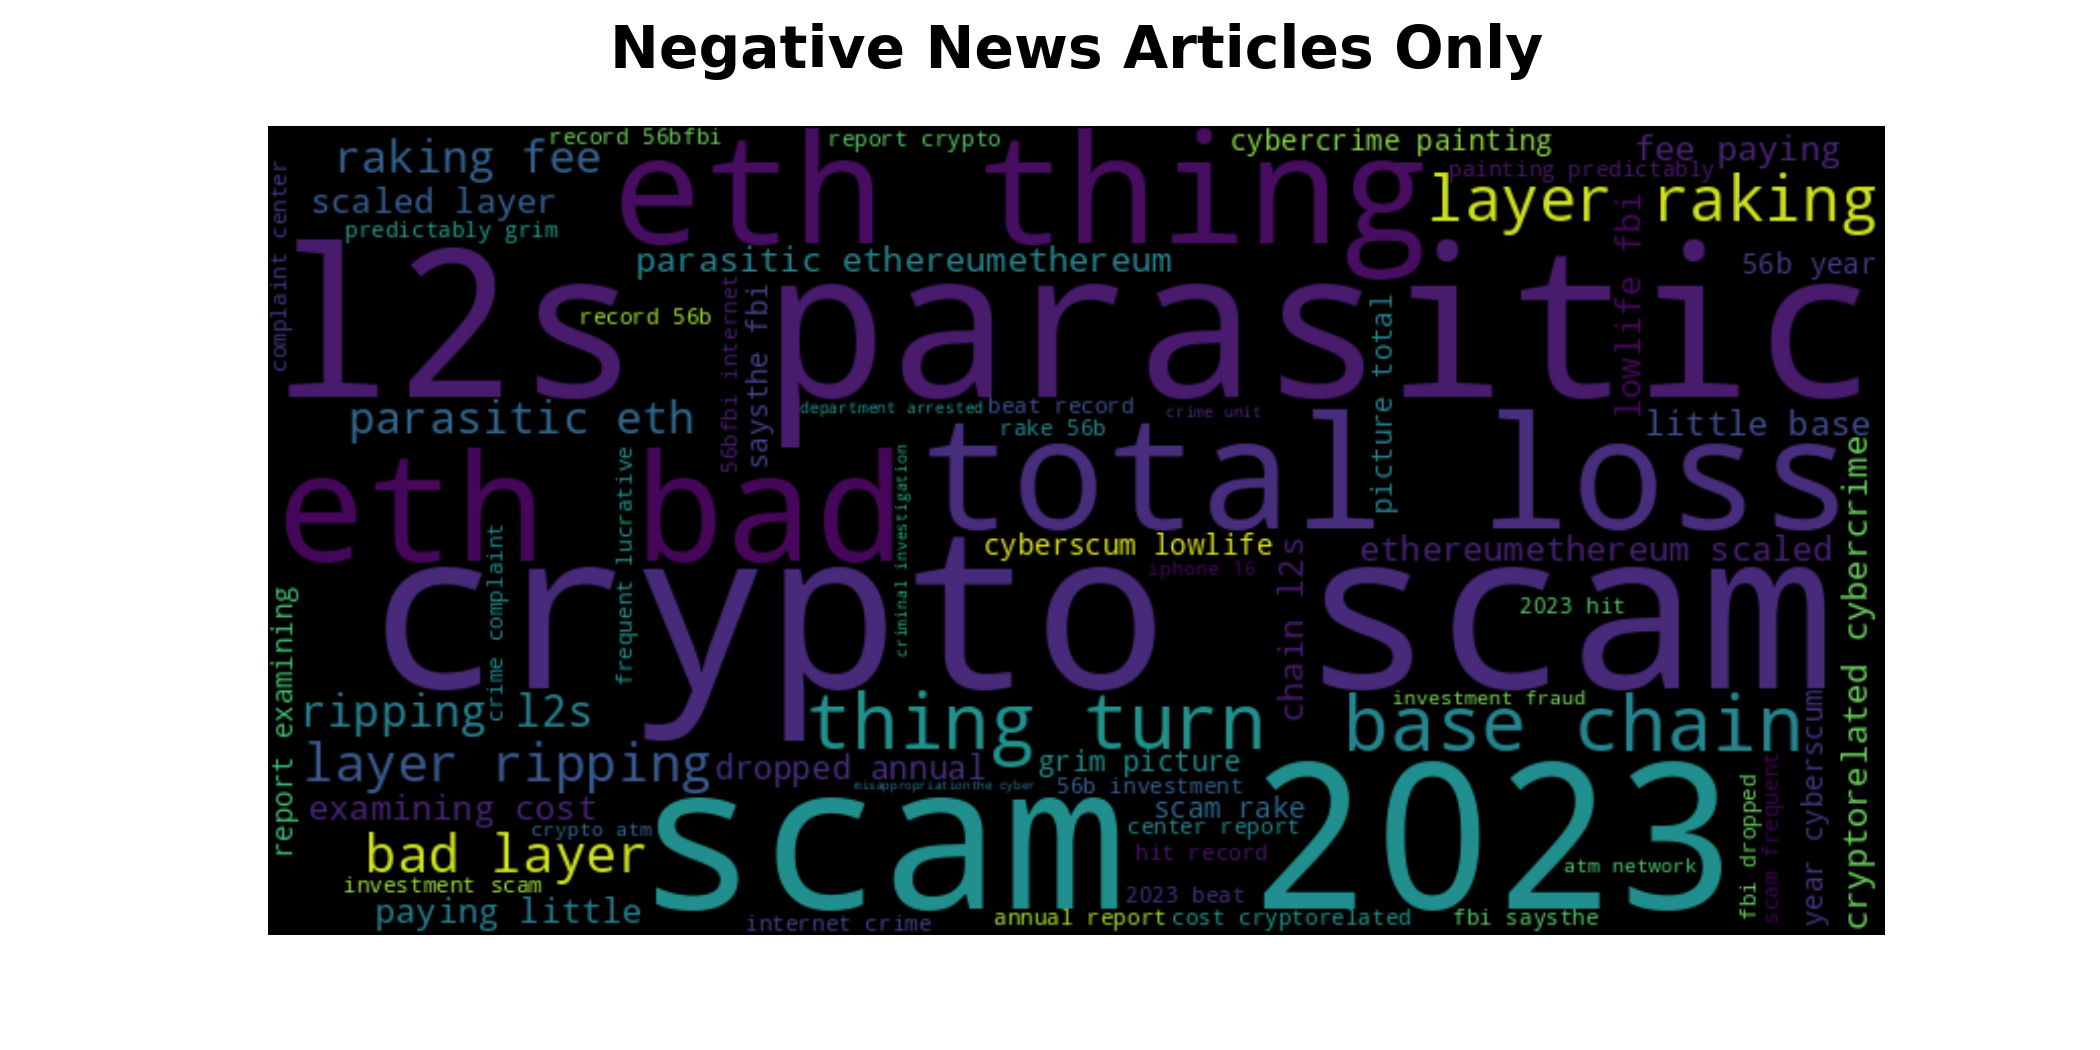 Negative News Articles Only
record 56bfbi
report crypto
cybercrime painting
fee paying
raking fee
eth thing
painting predictably
layer raking
scaled layer
predictably grim
complaint center
parasitic ethereumethereum
lowlife fbi
56b year
l2s parasitic
record 56b
56bfbi internet
saysthe fbi
picture total
parasitic eth
department arrested
beat record
crime unit
little base
rake 56b
total loss
eth bad
frequent lucrative
criminal investigation
cyberscum lowlife
ethereumethereum scaled
iphone 16
crypto scam
crime complaint
chain l2s
2023 hit
cryptorelated cybercrime
report examining
ripping l2s
thing turn
investment fraud
base chain
layer ripping
dropped annual
grim picture
misappropriationthe cyber
56b investment
scam 2023
examining cost
scam rake
crypto atm
center report
bad layer
hit record
atm network
fbi dropped
scam frequent
year cyberscum
investment scam
2023 beat
paying little
internet crime
annual report
cost cryptorelated
fbi saysthe